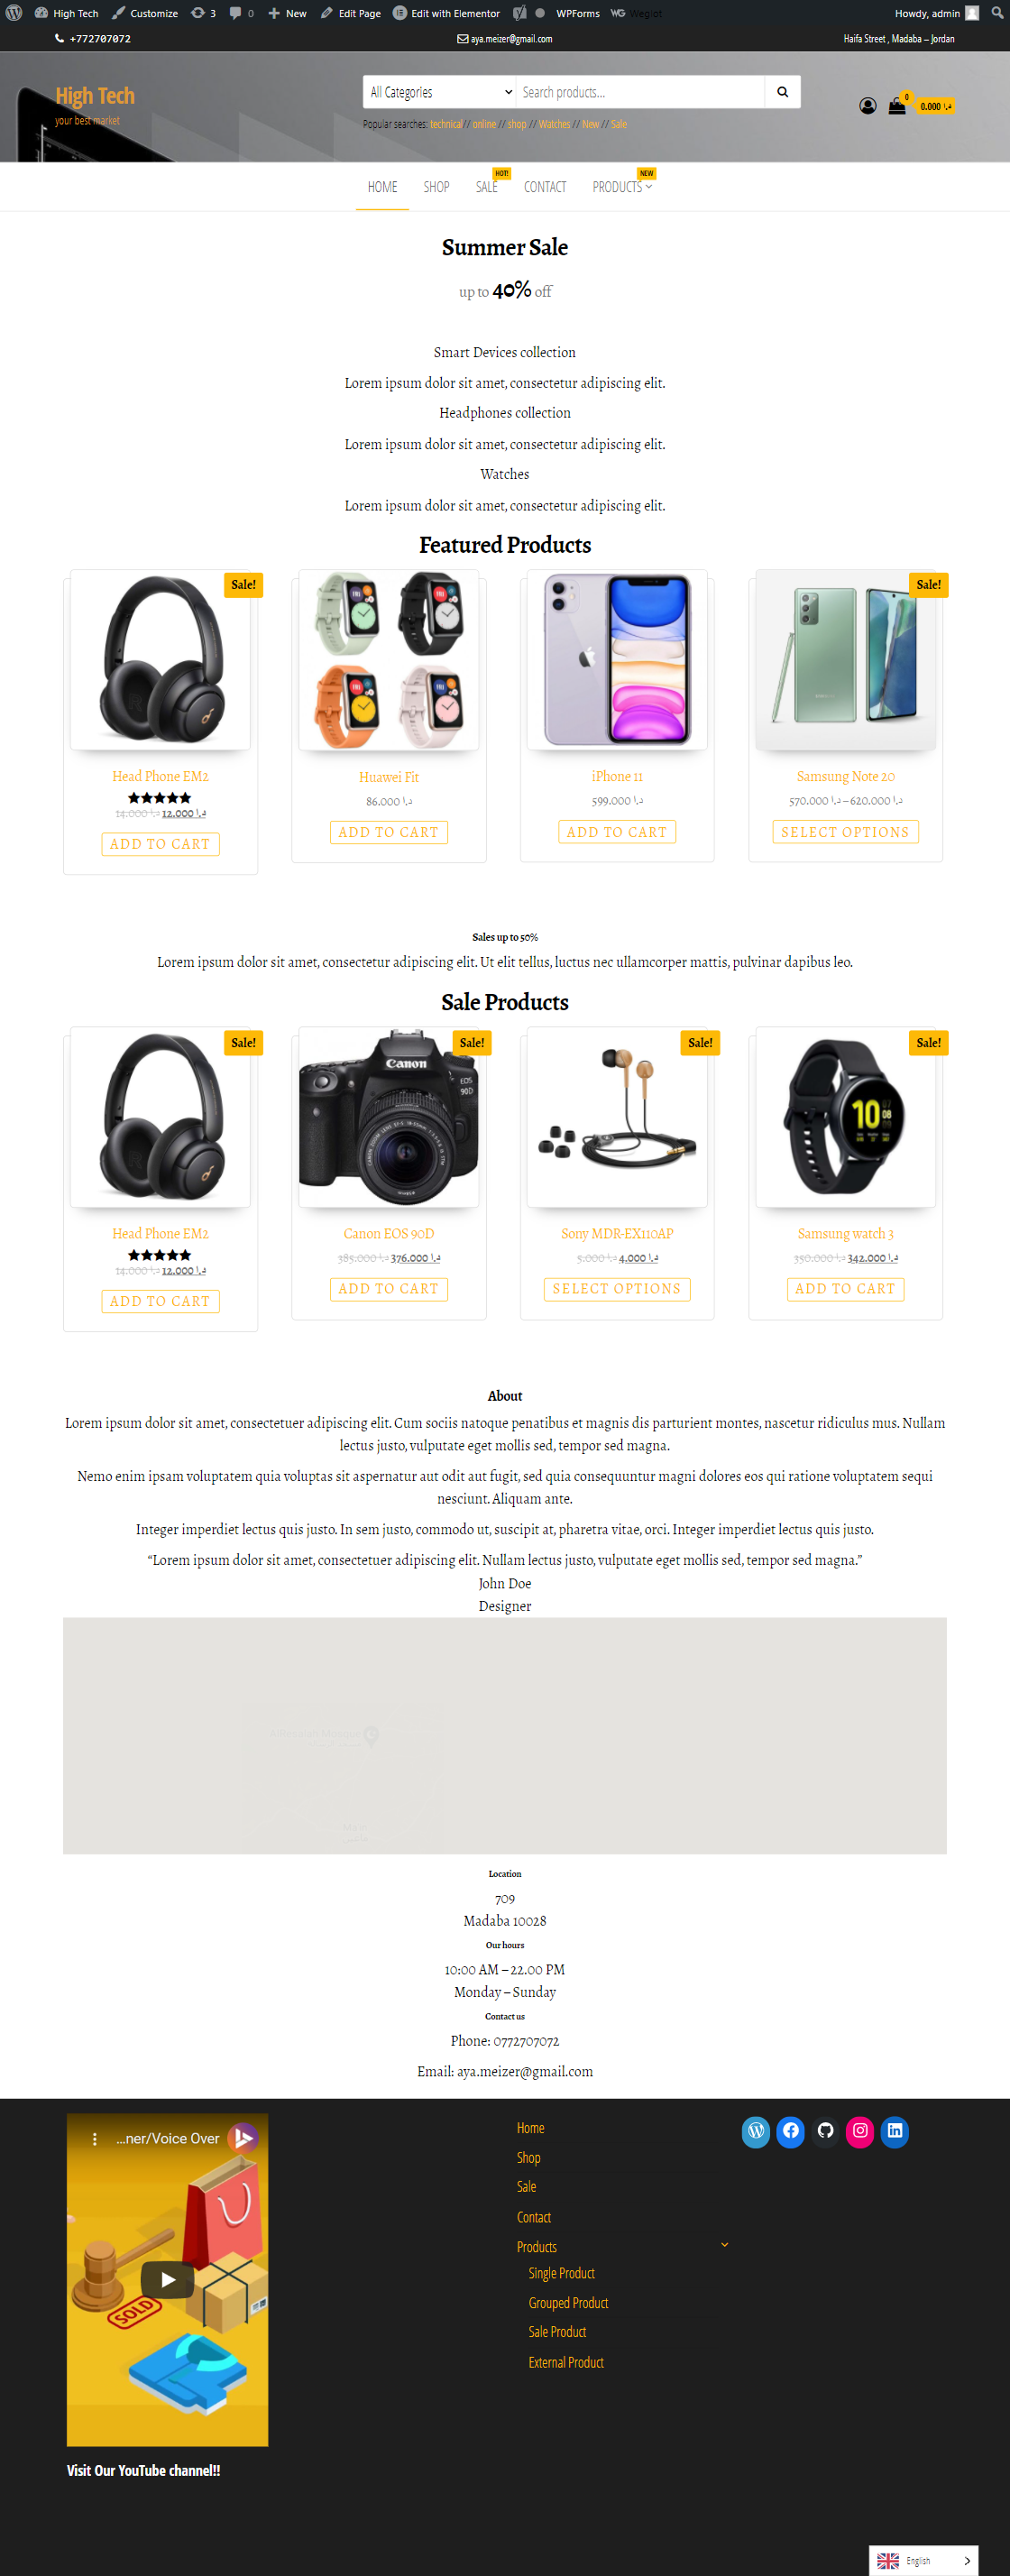 High Tech Customize 3 0 New Edit Page Edit with Elementor WPForms WG Weglot Howdy, admin
+772707072 aya.meizer@gmail.com Haifa Street , Madaba – Jordan
High Tech
your best market
All Categories Search products...
Popular searches: technical// online // shop // Watches // New // Sale
0
0.000 د.ا
HOT! NEW
HOME SHOP SALE CONTACT PRODUCTS
Summer Sale
up to 40% off
Smart Devices collection
Lorem ipsum dolor sit amet, consectetur adipiscing elit.
Headphones collection
Lorem ipsum dolor sit amet, consectetur adipiscing elit.
Watches
Lorem ipsum dolor sit amet, consectetur adipiscing elit.
Featured Products
Sale! Sale!
Head Phone EM2 Huawei Fit iPhone 11 Samsung Note 20
14.000 د.ا 12.000 د.ا 86.000 د.ا 599.000 د.ا 570.000 د.ا – 620.000 د.ا
ADD TO CART ADD TO CART ADD TO CART SELECT OPTIONS
Sales up to 50%
Lorem ipsum dolor sit amet, consectetur adipiscing elit. Ut elit tellus, luctus nec ullamcorper mattis, pulvinar dapibus leo.
Sale Products
Sale! Sale! Sale! Sale!
Canon EOS 90D
10 08
Head Phone EM2 Canon EOS 90D Sony MDR-EX110AP Samsung watch 3
14.000 د.ا 12.000 د.ا 385.000 د.ا 376.000 د.ا 5.000 د.ا 4.000 د.ا 350.000 د.ا 342.000 د.ا
ADD TO CART ADD TO CART SELECT OPTIONS ADD TO CART
About
Lorem ipsum dolor sit amet, consectetuer adipiscing elit. Cum sociis natoque penatibus et magnis dis parturient montes, nascetur ridiculus mus. Nullam
lectus justo, vulputate eget mollis sed, tempor sed magna.
Nemo enim ipsam voluptatem quia voluptas sit aspernatur aut odit aut fugit, sed quia consequuntur magni dolores eos qui ratione voluptatem sequi
nesciunt. Aliquam ante.
Integer imperdiet lectus quis justo. In sem justo, commodo ut, suscipit at, pharetra vitae, orci. Integer imperdiet lectus quis justo.
“Lorem ipsum dolor sit amet, consectetuer adipiscing elit. Nullam lectus justo, vulputate eget mollis sed, tempor sed magna.”
John Doe
Designer
Location
709
Madaba 10028
Our hours
10:00 AM – 22.00 PM
Monday – Sunday
Contact us
Phone: 0772707072
Email: aya.meizer@gmail.com
...ner/Voice Over
SOLD
Visit Our YouTube channel!!
Home
Shop
Sale
Contact
Products
Single Product
Grouped Product
Sale Product
External Product
English